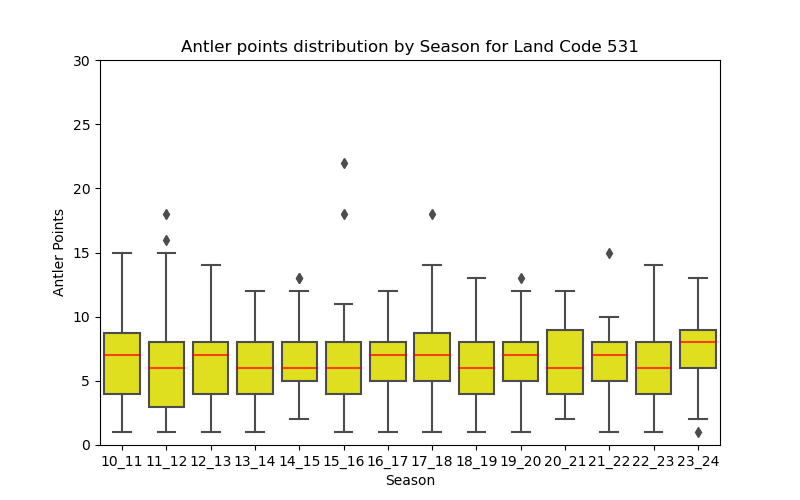 Antler points distribution by Season for Land Code 531
30
25
20
15
10
5
0
Antler Points
10_11 11_12 12_13 13_14 14_15 15_16 16_17 17_18 18_19 19_20 20_21 21_22 22_23 23_24
Season